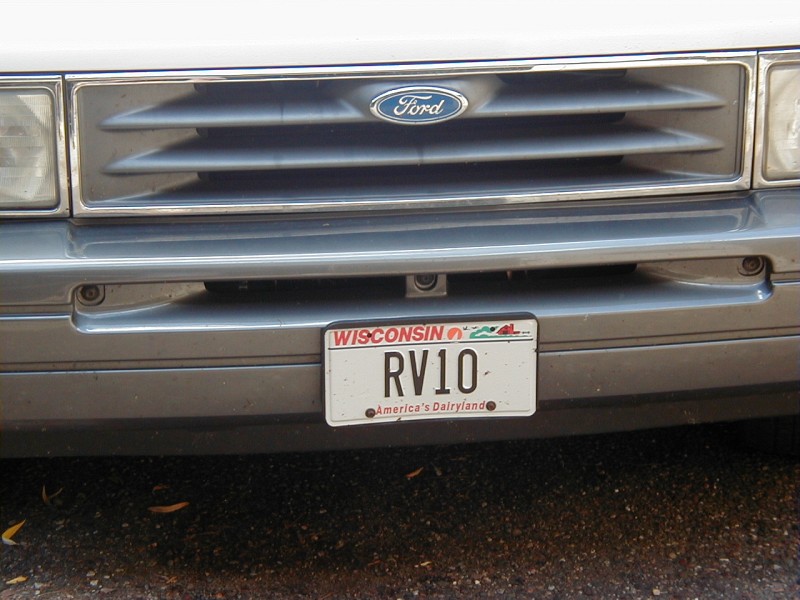 Ford
WISCONSIN
RV10
America's Dairyland